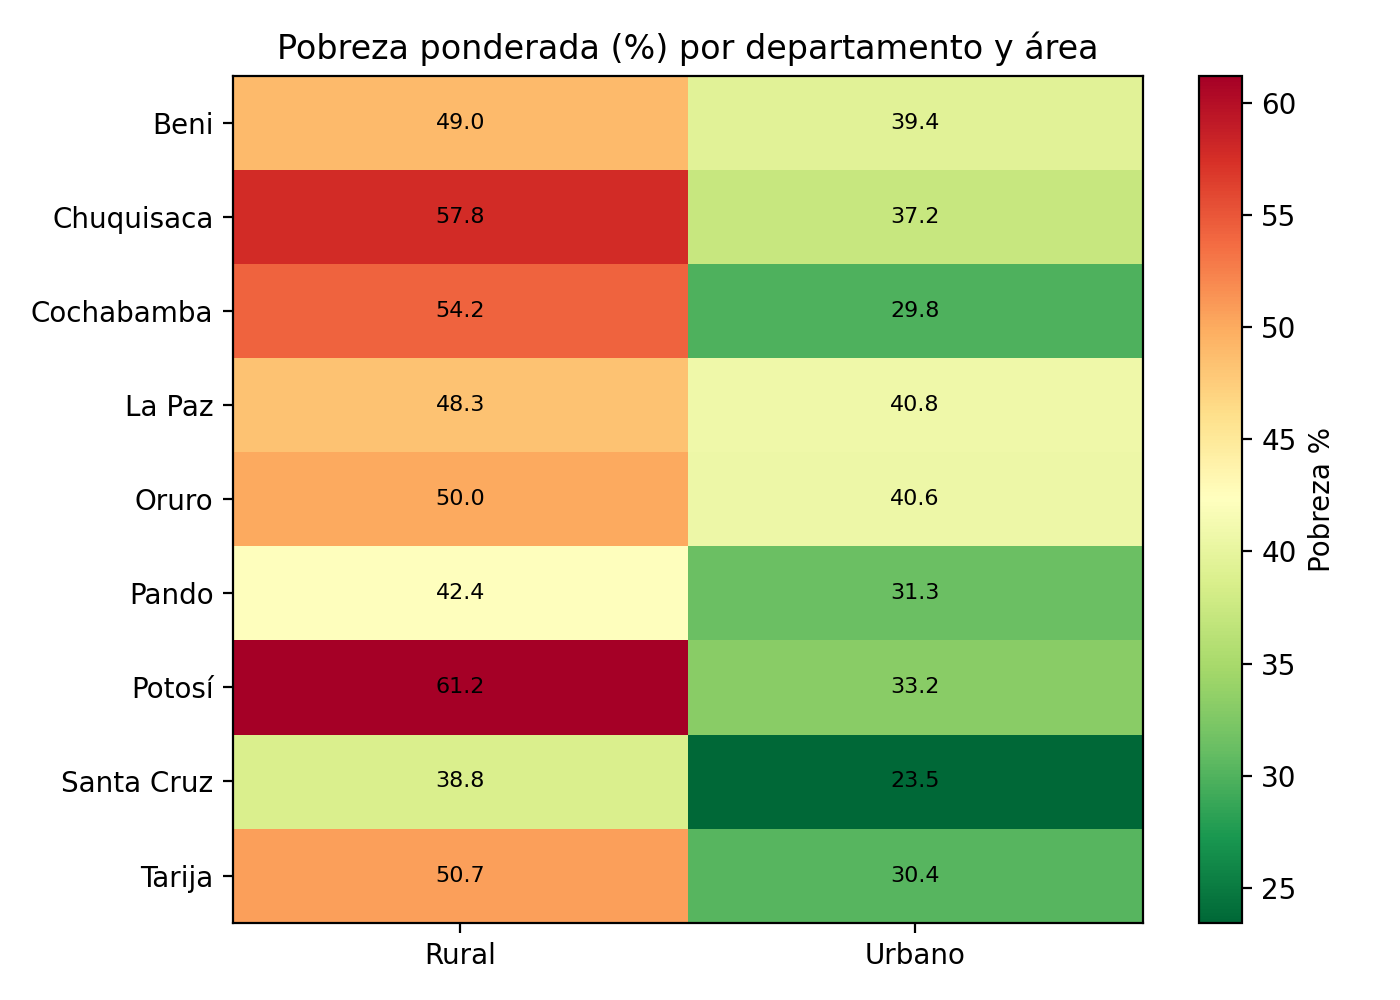 Pobreza ponderada (%) por departamento y área
Beni 49.0 39.4
Chuquisaca 57.8 37.2
Cochabamba 54.2 29.8
La Paz 48.3 40.8
Oruro 50.0 40.6
Pando 42.4 31.3
Potosí 61.2 33.2
Santa Cruz 38.8 23.5
Tarija 50.7 30.4
Rural Urbano
60
55
50
45
40
35
30
25
Pobreza %